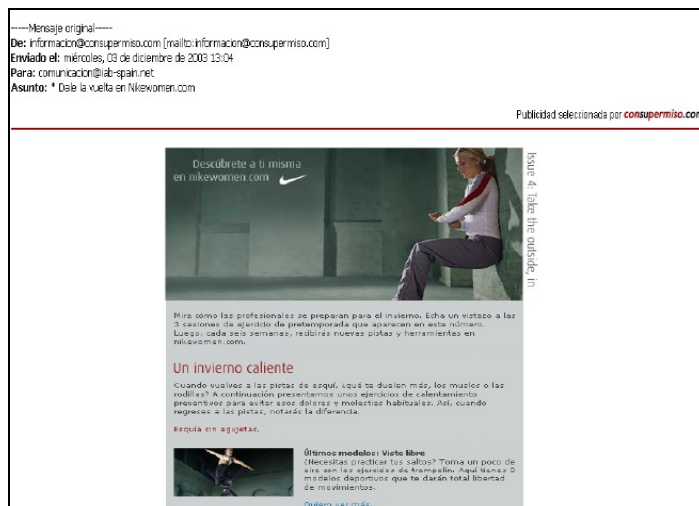 -----Mensaje original-----
De: informacion@consupermiso.com [mailto:informacion@consupermiso.com]
Enviado el: miércoles, 03 de diciembre de 2003 13:04
Para: comunicacion@iab-spain.net
Asunto: * Dale la vuelta en Nikewomen.com
Publicidad seleccionada por consupermiso.com
Descúbrete a ti misma
en nikewomen.com
Issue 4: Take the outside, in
Mira cómo las profesionales se preparan para el invierno. Echa un vistazo a las
3 sesiones de ejercicio de pretemporada que aparecen en este número.
Luego, cada seis semanas, recibirás nuevas pistas y herramientas en
nikewomen.com.
Un invierno caliente
Cuando vuelves a las pistas de esquí, ¿qué te duelen más, los muslos o las
rodillas? A continuación presentamos unos ejercicios de calentamiento
preventivos para evitar esos dolores y molestias habituales. Así, cuando
regreses a las pistas, notarás la diferencia.
Esquía sin agujetas.
Últimos modelos: Viste libre
¿Necesitas practicar tus saltos? Toma un poco de
aire con los ejercicios de trampolín. Aquí tienes 3
modelos deportivos que te darán total libertad
de movimientos.
Quiero ver más.